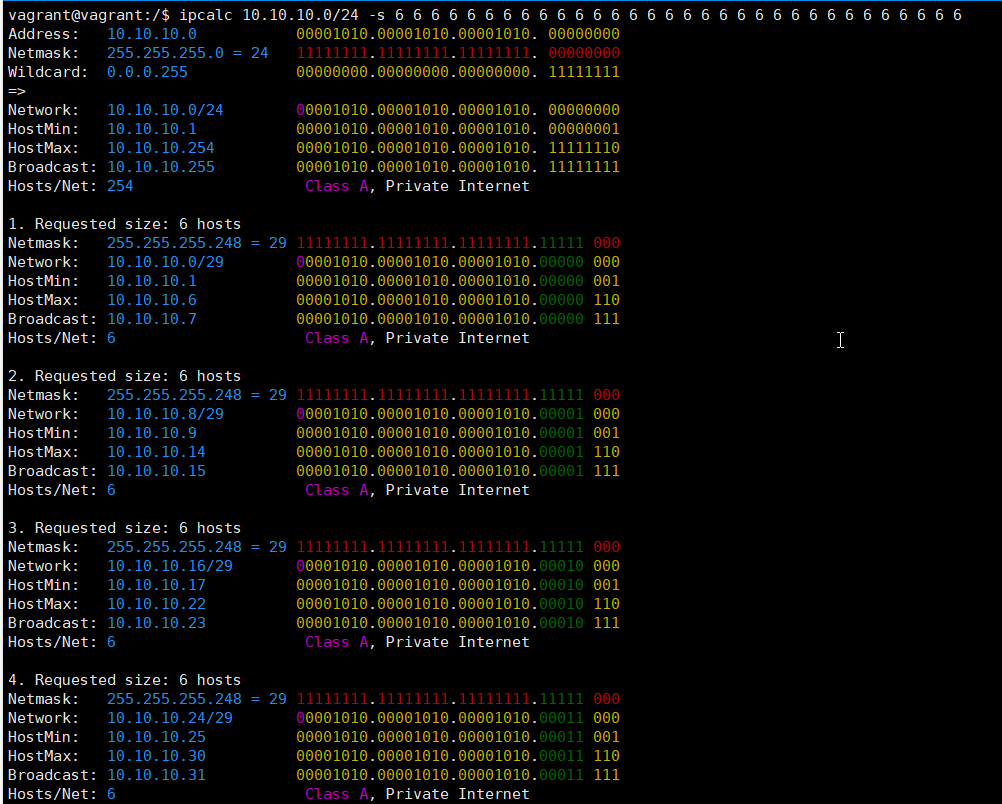 vagrant@vagrant:/$ ipcalc 10.10.10.0/24 -s 6 6 6 6 6 6 6 6 6 6 6 6 6 6 6 6 6 6 6 6 6 6 6 6 6 6 6 6 6 6 6 6
Address:   10.10.10.0           00001010.00001010.00001010. 00000000
Netmask:   255.255.255.0 = 24   11111111.11111111.11111111. 00000000
Wildcard:  0.0.0.255            00000000.00000000.00000000. 11111111
=>
Network:   10.10.10.0/24        00001010.00001010.00001010. 00000000
HostMin:   10.10.10.1           00001010.00001010.00001010. 00000001
HostMax:   10.10.10.254         00001010.00001010.00001010. 11111110
Broadcast: 10.10.10.255         00001010.00001010.00001010. 11111111
Hosts/Net: 254                   Class A, Private Internet

1. Requested size: 6 hosts
Netmask:   255.255.255.248 = 29 11111111.11111111.11111111.11111 000
Network:   10.10.10.0/29        00001010.00001010.00001010.00000 000
HostMin:   10.10.10.1           00001010.00001010.00001010.00000 001
HostMax:   10.10.10.6           00001010.00001010.00001010.00000 110
Broadcast: 10.10.10.7           00001010.00001010.00001010.00000 111
Hosts/Net: 6                     Class A, Private Internet

2. Requested size: 6 hosts
Netmask:   255.255.255.248 = 29 11111111.11111111.11111111.11111 000
Network:   10.10.10.8/29        00001010.00001010.00001010.00001 000
HostMin:   10.10.10.9           00001010.00001010.00001010.00001 001
HostMax:   10.10.10.14          00001010.00001010.00001010.00001 110
Broadcast: 10.10.10.15          00001010.00001010.00001010.00001 111
Hosts/Net: 6                     Class A, Private Internet

3. Requested size: 6 hosts
Netmask:   255.255.255.248 = 29 11111111.11111111.11111111.11111 000
Network:   10.10.10.16/29       00001010.00001010.00001010.00010 000
HostMin:   10.10.10.17          00001010.00001010.00001010.00010 001
HostMax:   10.10.10.22          00001010.00001010.00001010.00010 110
Broadcast: 10.10.10.23          00001010.00001010.00001010.00010 111
Hosts/Net: 6                     Class A, Private Internet

4. Requested size: 6 hosts
Netmask:   255.255.255.248 = 29 11111111.11111111.11111111.11111 000
Network:   10.10.10.24/29       00001010.00001010.00001010.00011 000
HostMin:   10.10.10.25          00001010.00001010.00001010.00011 001
HostMax:   10.10.10.30          00001010.00001010.00001010.00011 110
Broadcast: 10.10.10.31          00001010.00001010.00001010.00011 111
Hosts/Net: 6                     Class A, Private Internet